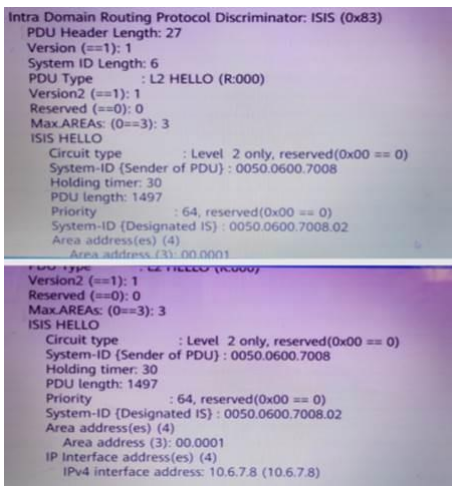 Intra Domain Routing Protocol Discriminator: ISIS (0x83)
PDU Header Length: 27
Version (==1): 1
System ID Length: 6
PDU Type : L2 HELLO (R:000)
Version2 (==1): 1
Reserved (==0): 0
Max.AREAs: (0==3): 3
ISIS HELLO
Circuit type : Level 2 only, reserved(0x00 == 0)
System-ID {Sender of PDU} : 0050.0600.7008
Holding timer: 30
PDU length: 1497
Priority : 64, reserved(0x00 == 0)
System-ID {Designated IS} : 0050.0600.7008.02
Area address(es) (4)
Area address (3): 00.0001
PDU Type : L2 HELLO (R:000)
Version2 (==1): 1
Reserved (==0): 0
Max.AREAs: (0==3): 3
ISIS HELLO
Circuit type : Level 2 only, reserved(0x00 == 0)
System-ID {Sender of PDU} : 0050.0600.7008
Holding timer: 30
PDU length: 1497
Priority : 64, reserved(0x00 == 0)
System-ID {Designated IS} : 0050.0600.7008.02
Area address(es) (4)
Area address (3): 00.0001
IP Interface address(es) (4)
IPv4 interface address: 10.6.7.8 (10.6.7.8)